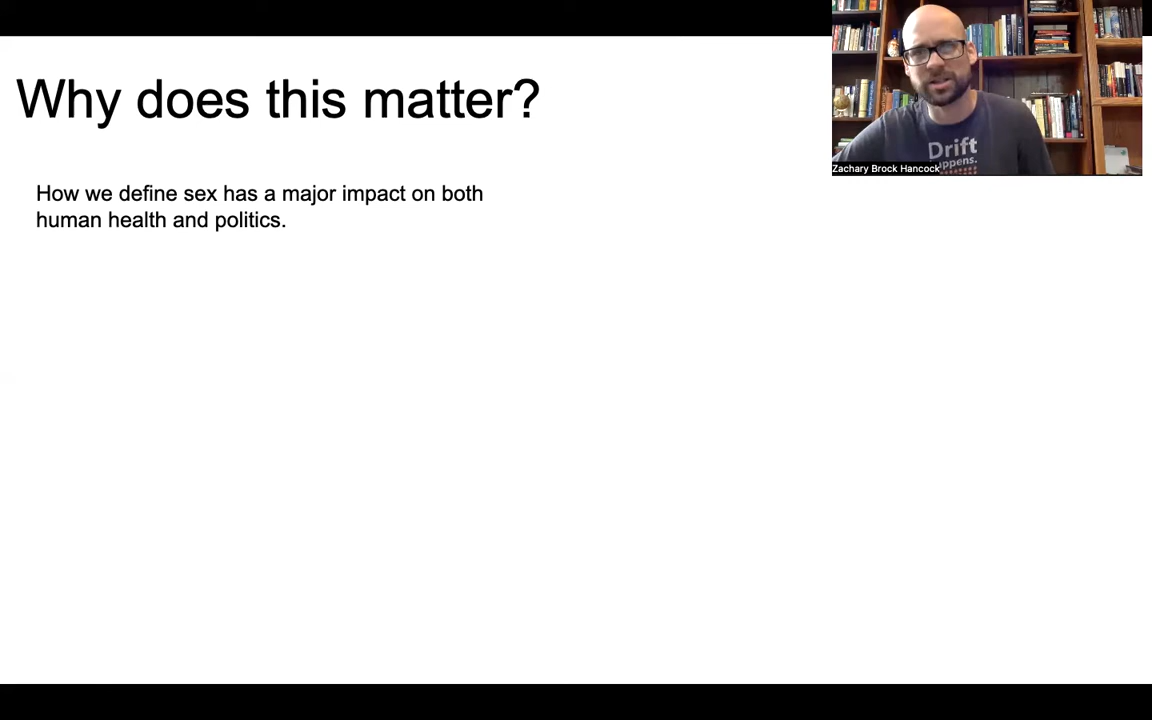 Why does this matter?
How we define sex has a major impact on both
human health and politics.
Drift
Zachary Brock Hancock